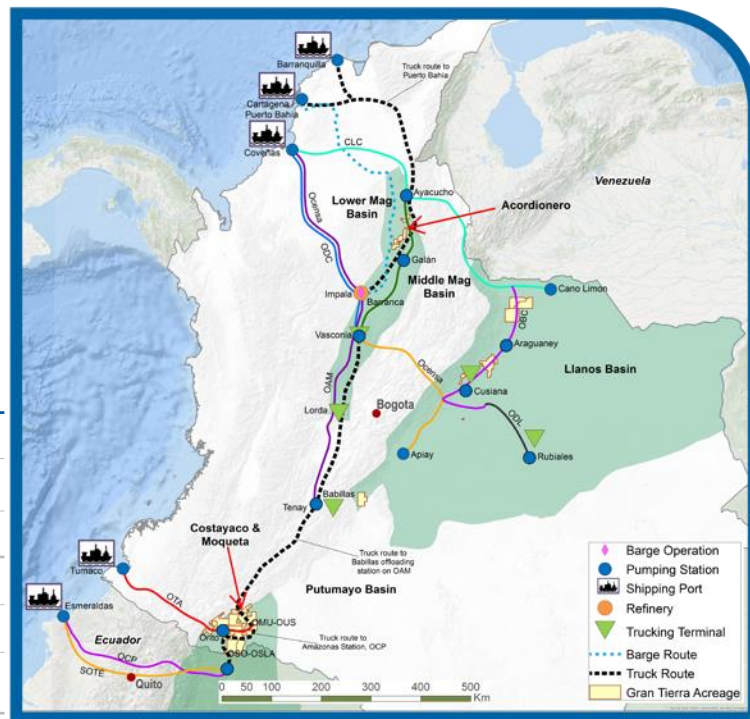 Barranquilla
Truck route to
Puerto Bahía
Cartagena
Puerto Bahía
Coveñas
CLC
Venezuela
Lower Mag
Basin
Ayacucho
Acordionero
Ocensa
ODC
Galán
Middle Mag
Basin
Impala
Barranca
Cano Limon
OBC
Vasconia
Araguaney
Ocensa
Llanos Basin
OAM
Cusiana
Lorda
Bogota
ODL
Apiay
Rubiales
Babillas
Tenay
Costayaco &
Moqueta
Truck route to
Babillas offloading
station on OAM
Tumaco
Putumayo Basin
Esmeraldas
OTA
OMU-OUS
Orito
Truck route to
Amazonas Station, OCP
Ecuador
OSO-OSLA
OCP
SOTE
Quito
0 50 100 200 300 400 500
Km
Barge Operation
Pumping Station
Shipping Port
Refinery
Trucking Terminal
Barge Route
Truck Route
Gran Tierra Acreage